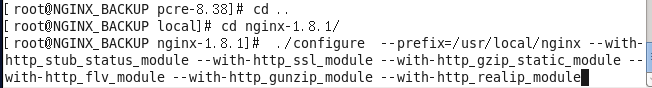 [ root@NGINX_BACKUP pcre-8.38]# cd ..
[ root@NGINX_BACKUP local]# cd nginx-1.8.1/
[ root@NGINX_BACKUP nginx-1.8.1]#  ./configure  --prefix=/usr/local/nginx --with-
http_stub_status_module --with-http_ssl_module --with-http_gzip_static_module --
with-http_flv_module --with-http_gunzip_module --with-http_realip_module